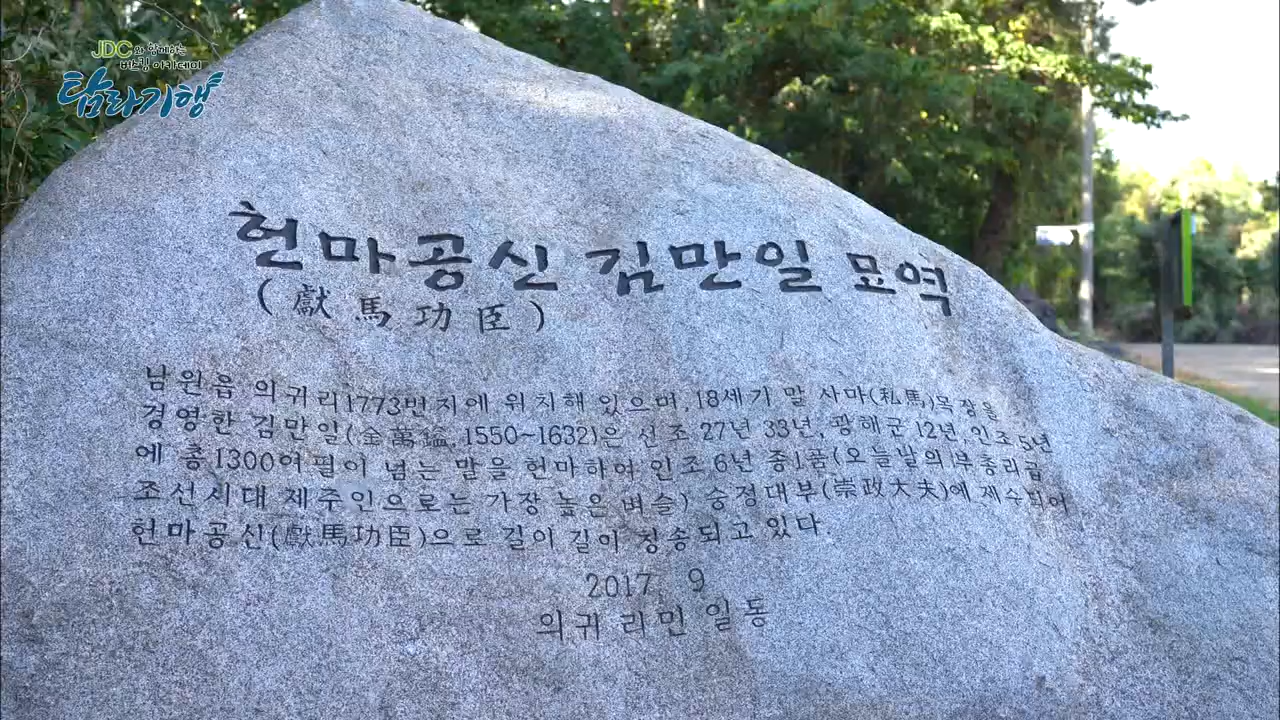 JDC와 함께하는
버스킹 아카데미
탐라기행
헌마공신 김만일 묘역
(獻馬功臣)
남원읍 의귀리1773번지에 위치해 있으며, 18세기 말 사마(私馬)목장을
경영한 김만일(金萬鎰, 1550~1632)은 선조 27년 33년, 광해군 12년, 인조 5년
에 총1300여필이 넘는 말을 헌마하여 인조 6년 종1품(오늘날의 부총리급
조선시대 제주인으로는 가장 높은 벼슬) 숭정대부(崇政大夫)에 제수되어
헌마공신(獻馬功臣)으로 길이 길이 칭송되고 있다.
2017. 9
의귀 리민 일동